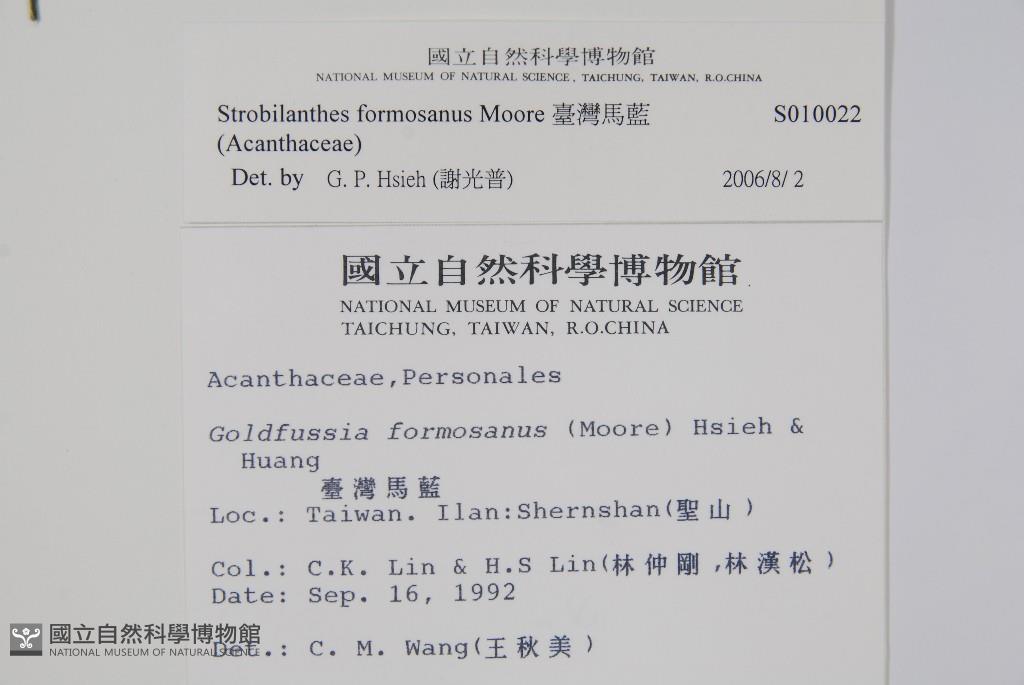 國立自然科學博物館
NATIONAL MUSEUM OF NATURAL SCIENCE, TAICHUNG, TAIWAN, R.O.CHINA
Strobilanthes formosanus Moore 臺灣馬藍 S010022
(Acanthaceae)
Det. by G. P. Hsieh (謝光普) 2006/8/ 2
國立自然科學博物館
NATIONAL MUSEUM OF NATURAL SCIENCE
TAICHUNG, TAIWAN, R.O.CHINA
Acanthaceae,Personales
Goldfussia formosanus (Moore) Hsieh &
Huang
臺灣馬藍
Loc.: Taiwan. Ilan:Shernshan(聖山)
Col.: C.K. Lin & H.S Lin(林仲剛,林漢松)
Date: Sep. 16, 1992
Det.: C. M. Wang(王秋美)
國立自然科學博物館
NATIONAL MUSEUM OF NATURAL SCIENCE